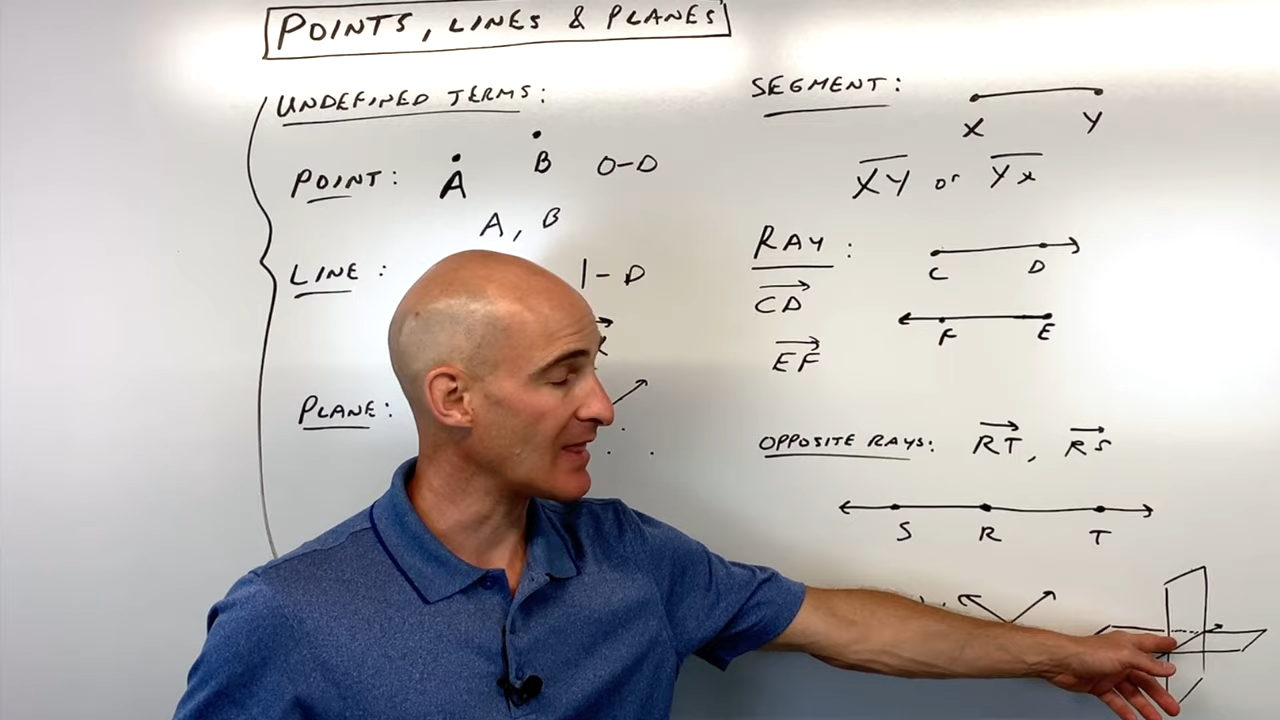 POINTS, LINES & PLANES
UNDEFINED TERMS:
POINT: A B 0-D
A, B
LINE: 1-D
PLANE:
SEGMENT:
X Y
XY or YX
RAY:
C D
CD
F E
EF
OPPOSITE RAYS: RT, RS
S R T